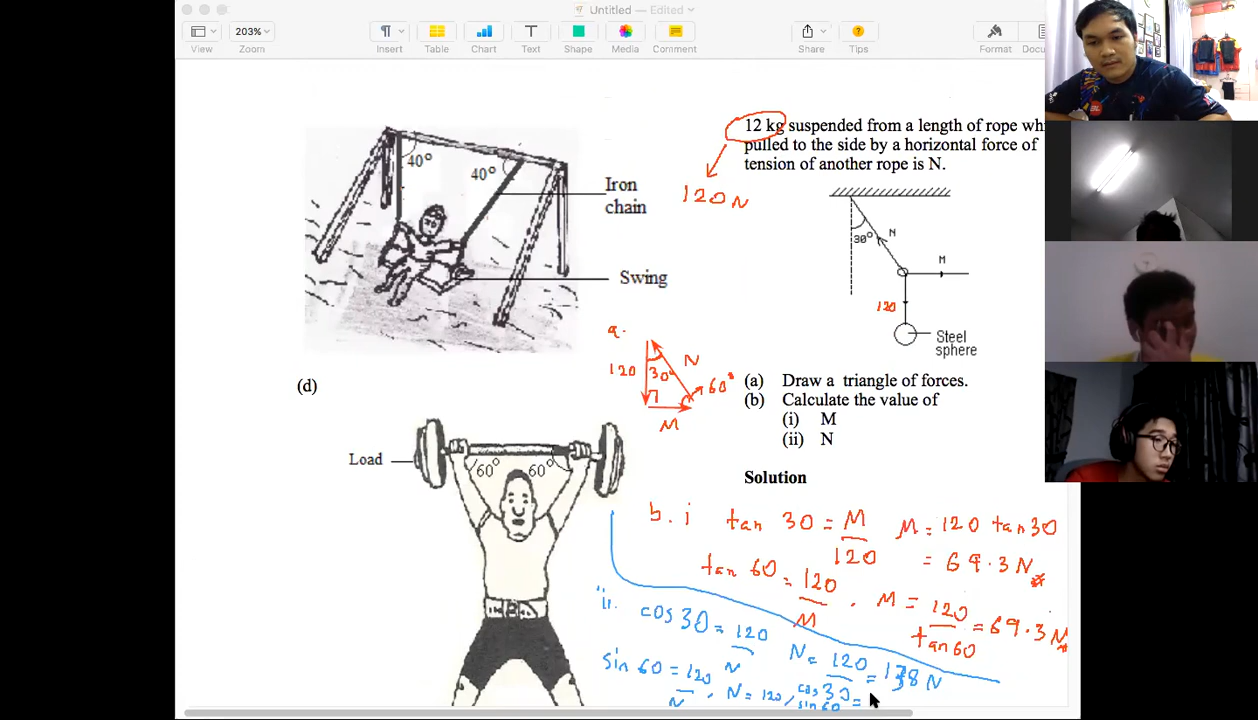 Untitled — Edited
203%
View
Zoom
Insert
Table
Chart
Text
Shape
Media
Comment
Share
Tips
Format
40°
40°
Iron
chain
Swing
(d)
Load
60°
60°
12 kg suspended from a length of rope
pulled to the side by a horizontal force of
tension of another rope is N.
120 N
30°
N
M
120
Steel
sphere
a.
120
30°
N
60°
M
(a) Draw a triangle of forces.
(b) Calculate the value of
(i) M
(ii) N
Solution
b. i tan 30 = M/120 M = 120 tan 30
= 69.3 N
tan 60 = 120/M . M = 120/tan 60 = 69.3 N
ii. cos 30 = 120/N N = 120/cos 30 = 138 N
sin 60 = 120/N . N = 120/sin 60 =